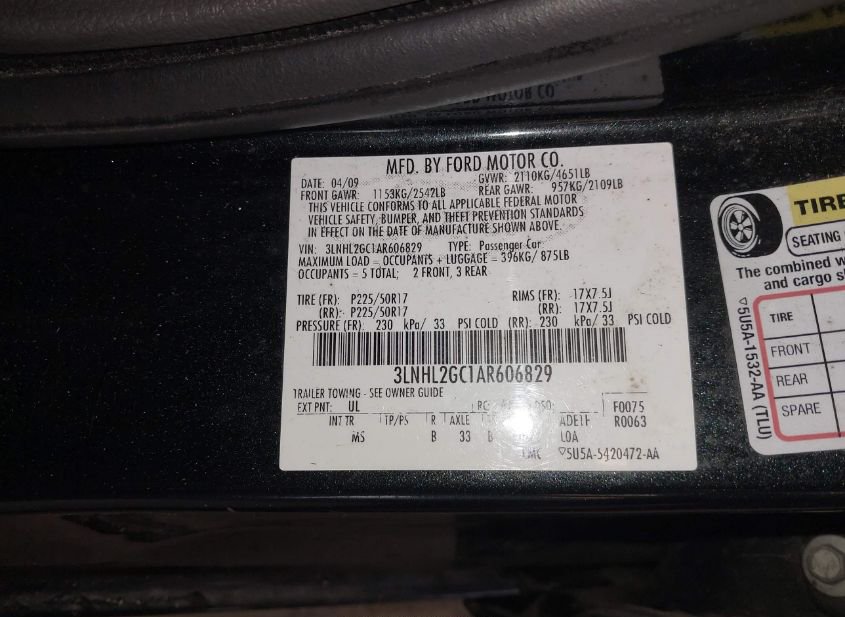 MOTOR CO
MFD. BY FORD MOTOR CO.
DATE: 04/09 GVWR: 2110KG/4651LB
FRONT GAWR: 1153KG/2542LB REAR GAWR: 957KG/2109LB
THIS VEHICLE CONFORMS TO ALL APPLICABLE FEDERAL MOTOR
VEHICLE SAFETY, BUMPER, AND THEFT PREVENTION STANDARDS
IN EFFECT ON THE DATE OF MANUFACTURE SHOWN ABOVE.
VIN: 3LNHL2GC1AR606829 TYPE: Passenger Car
MAXIMUM LOAD = OCCUPANTS + LUGGAGE = 396KG/ 875LB
OCCUPANTS = 5 TOTAL; 2 FRONT, 3 REAR
TIRE (FR): P225/50R17 RIMS (FR): 17X7.5J
(RR): P225/50R17 (RR): 17X7.5J
PRESSURE (FR): 230 kPa/ 33 PSI COLD (RR): 230 kPa/ 33 PSI COLD
3LNHL2GC1AR606829
TRAILER TOWING - SEE OWNER GUIDE
EXT PNT: UL DSO: F0075
INT TR TP/PS R AXLE ADE1F R0063
MS B 33 B LOA
5U5A-5420472-AA
TIRE
SEATING
The combined w
and cargo s
TIRE
FRONT
REAR
SPARE
5U5A-1532-AA (TLU)